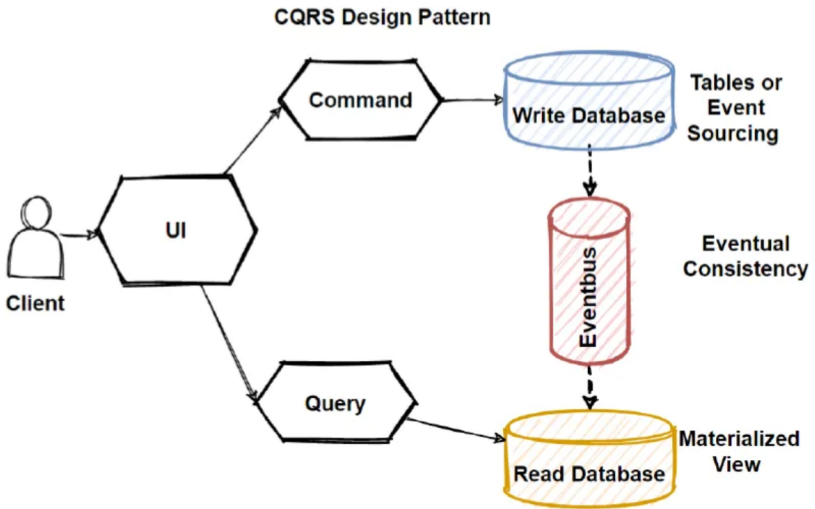 CQRS Design Pattern
Command
Write Database
Tables or
Event
Sourcing
UI
Client
Eventbus
Eventual
Consistency
Query
Read Database
Materialized
View